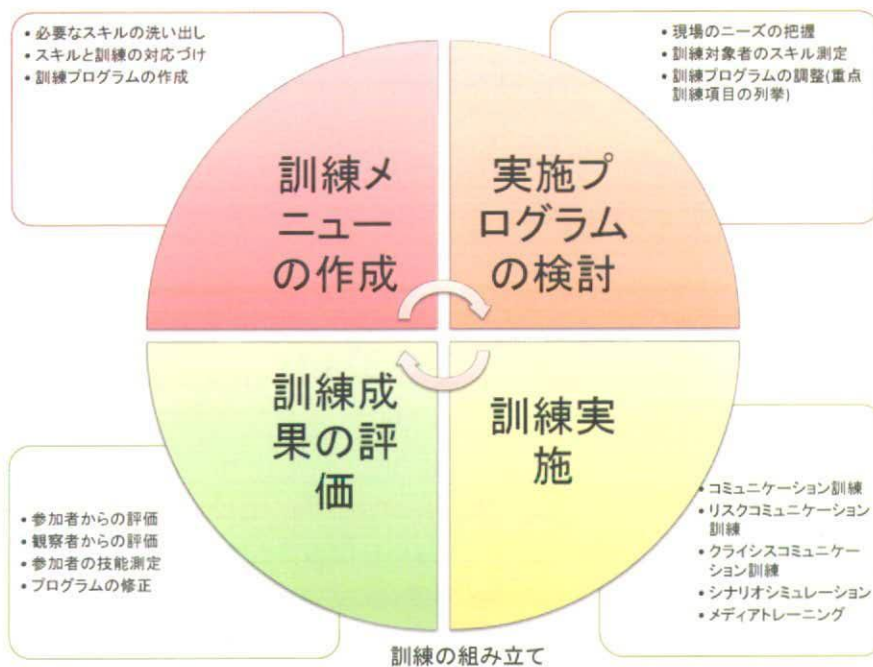 • 必要なスキルの洗い出し
• スキルと訓練の対応づけ
• 訓練プログラムの作成
• 現場のニーズの把握
• 訓練対象者のスキル測定
• 訓練プログラムの調整(重点
訓練項目の列挙)
訓練メ
ニュー
の作成
実施プ
ログラム
の検討
訓練成
果の評
価
訓練実
施
• 参加者からの評価
• 観察者からの評価
• 参加者の技能測定
• プログラムの修正
• コミュニケーション訓練
• リスクコミュニケーション
訓練
• クライシスコミュニケー
ション訓練
• シナリオシミュレーション
• メディアトレーニング
訓練の組み立て